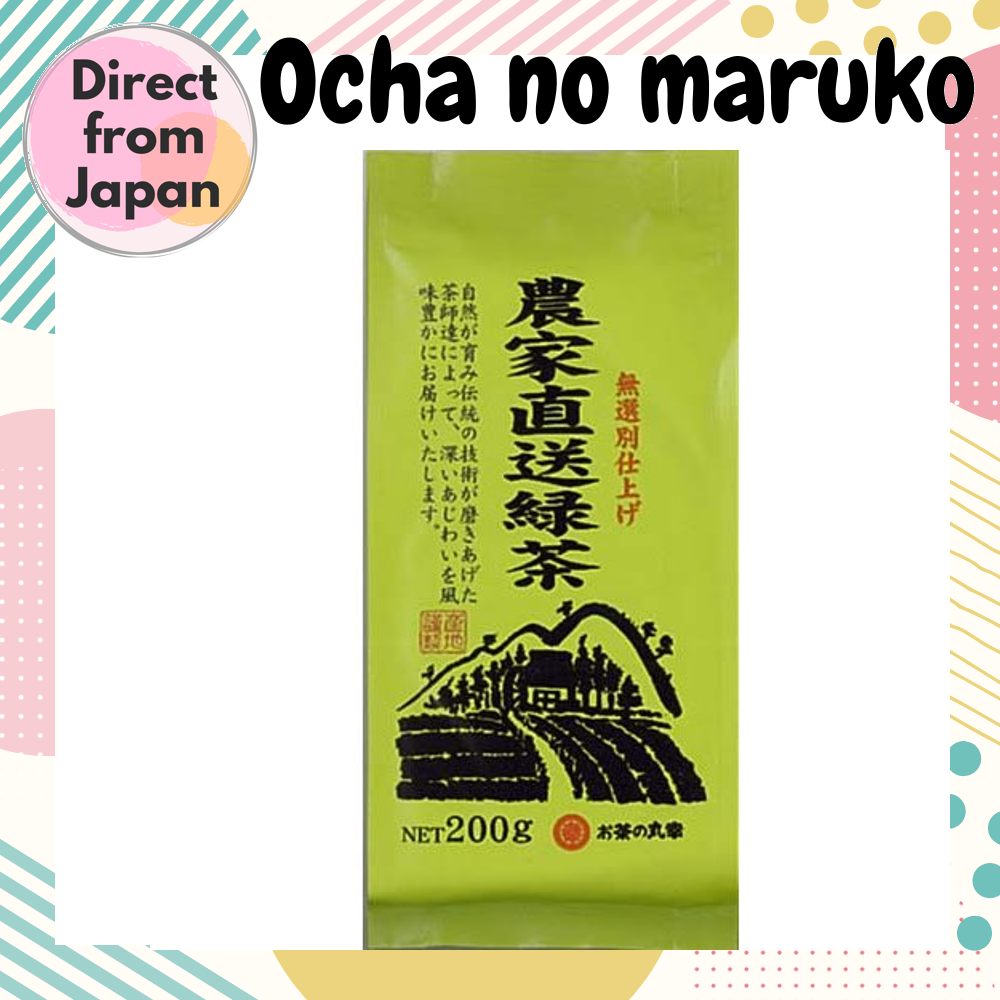 Direct
from
Japan
Ocha no maruko
無選別仕上げ
農家直送緑茶
自然が育み伝統の技術が磨きあげた
茶師達によって、深いあじわいを風
味豊かにお届けいたします。
産地
謹製
NET200g
お茶の丸幸